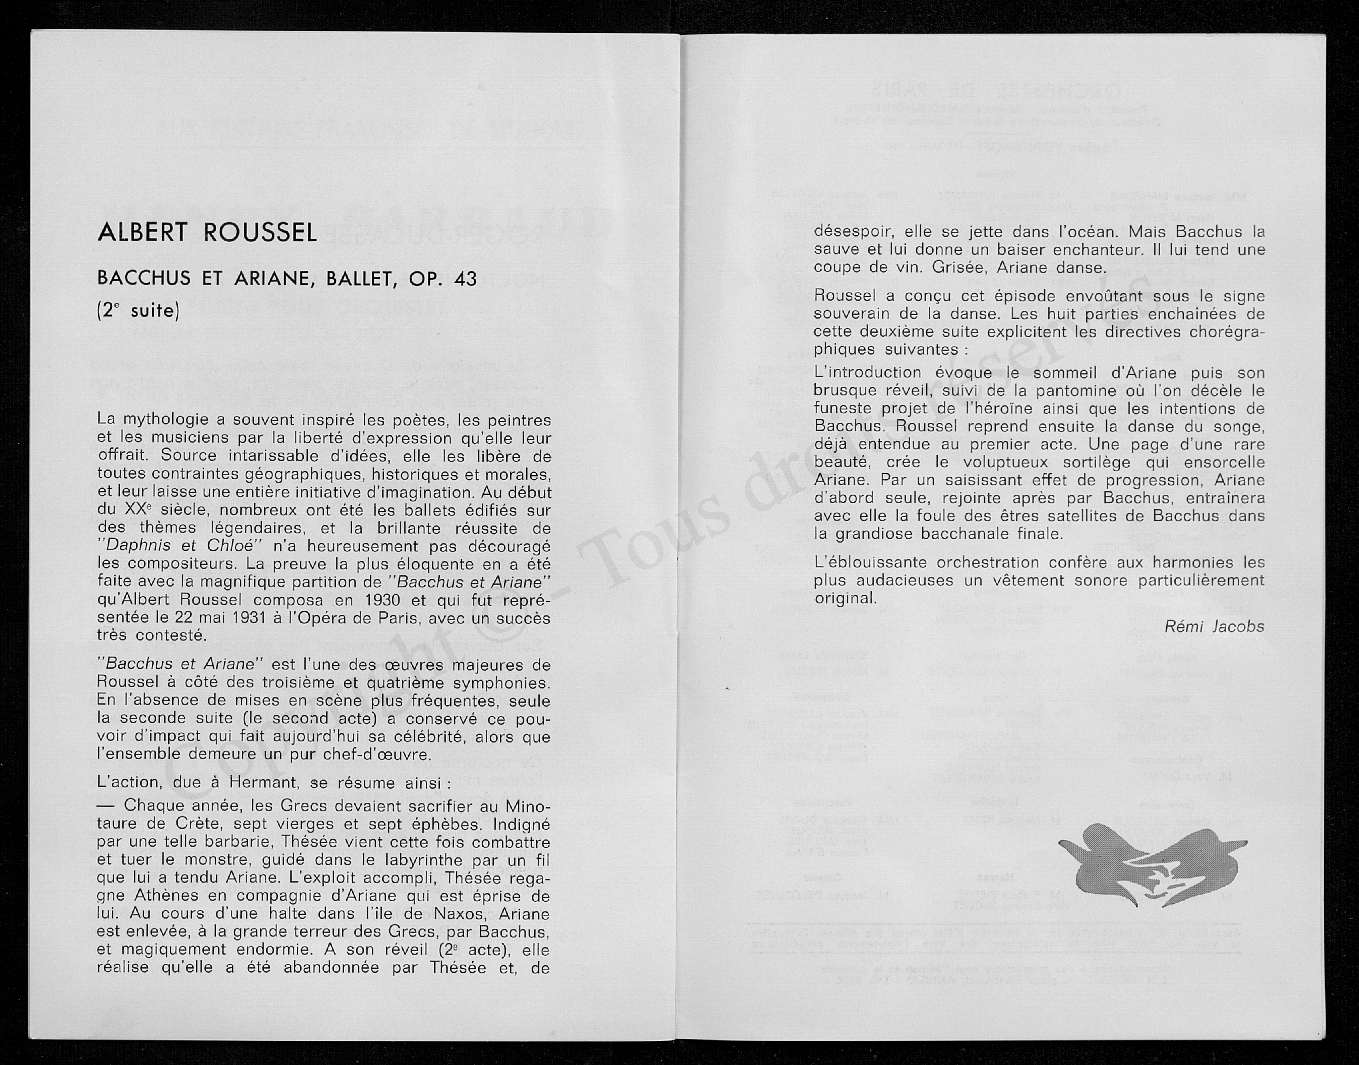 ALBERT ROUSSEL
BACCHUS ET ARIANE, BALLET, OP. 43
(2e suite)
La mythologie a souvent inspiré les poètes, les peintres
et les musiciens par la liberté d'expression qu'elle leur
offrait. Source intarissable d'idées, elle les libère de
toutes contraintes géographiques, historiques et morales,
et leur laisse une entière initiative d'imagination. Au début
du XXe siècle, nombreux ont été les ballets édifiés sur
des thèmes légendaires, et la brillante réussite de
"Daphnis et Chloé" n'a heureusement pas découragé
les compositeurs. La preuve la plus éloquente en a été
faite avec la magnifique partition de "Bacchus et Ariane"
qu'Albert Roussel composa en 1930 et qui fut repré-
sentée le 22 mai 1931 à l'Opéra de Paris, avec un succès
très contesté.
"Bacchus et Ariane" est l'une des œuvres majeures de
Roussel à côté des troisième et quatrième symphonies.
En l'absence de mises en scène plus fréquentes, seule
la seconde suite (le second acte) a conservé ce pou-
voir d'impact qui fait aujourd'hui sa célébrité, alors que
l'ensemble demeure un pur chef-d'œuvre.
L'action, due à Hermant, se résume ainsi :
— Chaque année, les Grecs devaient sacrifier au Mino-
taure de Crète, sept vierges et sept éphèbes. Indigné
par une telle barbarie, Thésée vient cette fois combattre
et tuer le monstre, guidé dans le labyrinthe par un fil
que lui a tendu Ariane. L'exploit accompli, Thésée rega-
gne Athènes en compagnie d'Ariane qui est éprise de
lui. Au cours d'une halte dans l'ile de Naxos, Ariane
est enlevée, à la grande terreur des Grecs, par Bacchus,
et magiquement endormie. A son réveil (2e acte), elle
réalise qu'elle a été abandonnée par Thésée et, de
désespoir, elle se jette dans l'océan. Mais Bacchus la
sauve et lui donne un baiser enchanteur. Il lui tend une
coupe de vin. Grisée, Ariane danse.
Roussel a conçu cet épisode envoûtant sous le signe
souverain de la danse. Les huit parties enchaînées de
cette deuxième suite explicitent les directives chorégra-
phiques suivantes :
L'introduction évoque le sommeil d'Ariane puis son
brusque réveil, suivi de la pantomine où l'on décèle le
funeste projet de l'héroïne ainsi que les intentions de
Bacchus. Roussel reprend ensuite la danse du songe,
déjà entendue au premier acte. Une page d'une rare
beauté, crée le voluptueux sortilège qui ensorcelle
Ariane. Par un saisissant effet de progression, Ariane
d'abord seule, rejointe après par Bacchus, entraînera
avec elle la foule des êtres satellites de Bacchus dans
la grandiose bacchanale finale.
L'éblouissante orchestration confère aux harmonies les
plus audacieuses un vêtement sonore particulièrement
original.
Rémi Jacobs
Copyright © - Tous droits réservés